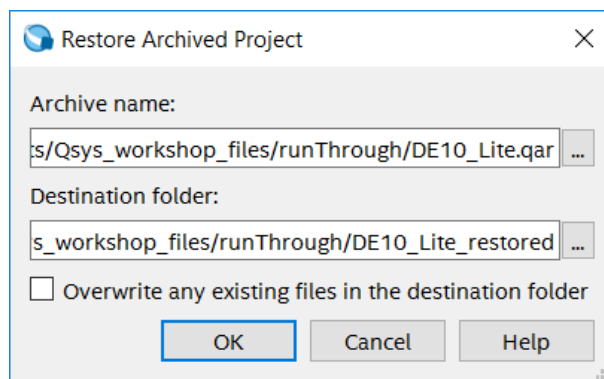 Restore Archived Project
Archive name:
ts/Qsys_workshop_files/runThrough/DE10_Lite.qar
...
Destination folder:
s_workshop_files/runThrough/DE10_Lite_restored
...
Overwrite any existing files in the destination folder
OK Cancel Help